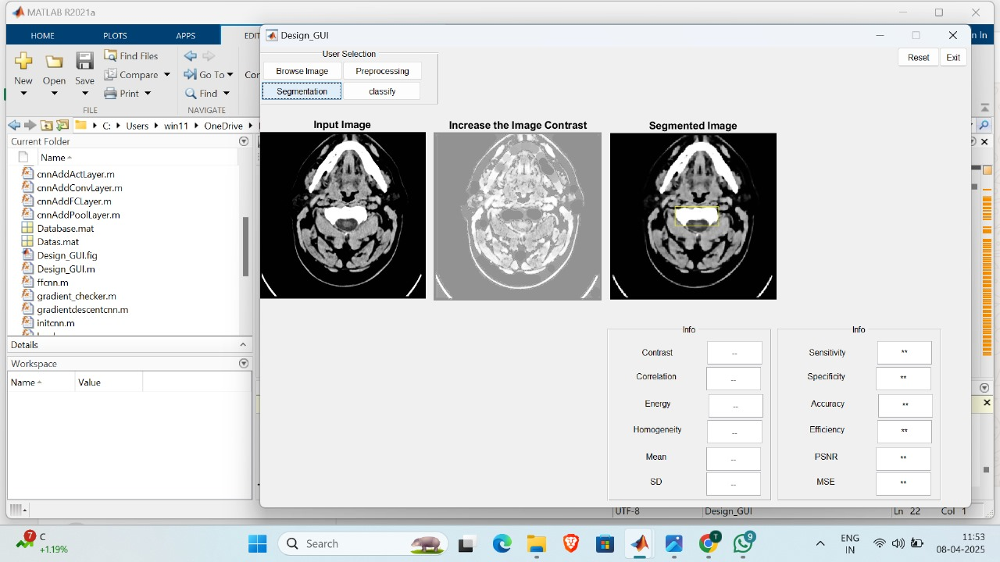 MATLAB R2021a
HOME PLOTS APPS EDIT
Design_GUI
n In
User Selection
Browse Image Preprocessing
Segmentation classify
Reset Exit
New Open Save
Find Files
Compare
Print
Go To
Find
FILE NAVIGATE
C: Users win11 OneDrive
Current Folder
Name
cnnAddActLayer.m
cnnAddConvLayer.m
cnnAddFCLayer.m
cnnAddPoolLayer.m
Database.mat
Datas.mat
Design_GUI.fig
Design_GUI.m
ffcnn.m
gradient_checker.m
gradientdescentcnn.m
initcnn.m
Details
Workspace
Name Value
Input Image Increase the Image Contrast Segmented Image
Info
Contrast --
Correlation --
Energy --
Homogeneity --
Mean --
SD --
Info
Sensitivity **
Specificity **
Accuracy **
Efficiency **
PSNR **
MSE **
UTF-8 Design_GUI Ln 22 Col 1
7
C
+1.19%
Search
T
9
ENG
IN
11:53
08-04-2025